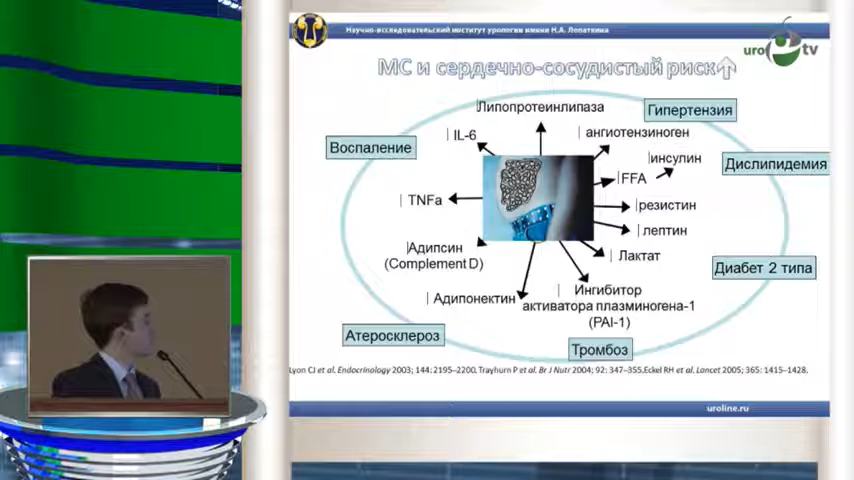 Научно-исследовательский институт урологии имени Н.А. Лопаткина
uro tv
МС и сердечно-сосудистый риск
Липопротеинлипаза
Гипертензия
IL-6
ангиотензиноген
Воспаление
инсулин
Дислипидемия
FFA
TNFa
резистин
лептин
Адипсин
(Complement D)
Лактат
Диабет 2 типа
Адипонектин
Ингибитор
активатора плазминогена-1
(PAI-1)
Атеросклероз
Тромбоз
Lyon CJ et al. Endocrinology 2003; 144: 2195–2200, Trayhurn P et al. Br J Nutr 2004; 92: 347–355.Eckel RH et al. Lancet 2005; 365: 1415–1428.
uroline.ru